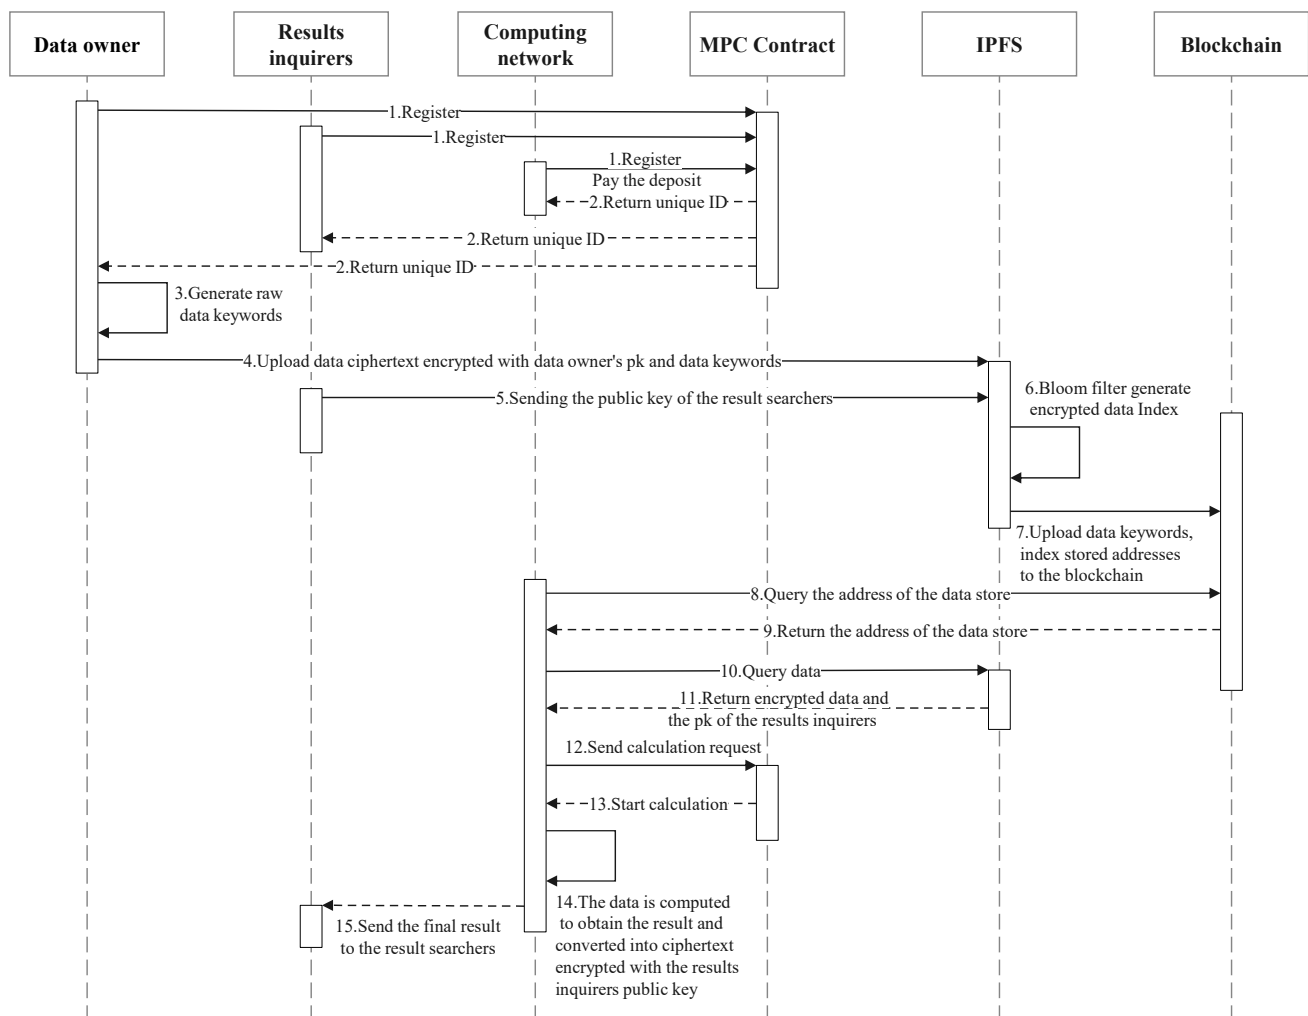 Data owner
Results
inquirers
Computing
network
MPC Contract
IPFS
Blockchain
1.Register
1.Register
1.Register
Pay the deposit
2.Return unique ID
2.Return unique ID
2.Return unique ID
3.Generate raw
data keywords
4.Upload data ciphertext encrypted with data owner's pk and data keywords
5.Sending the public key of the result searchers
6.Bloom filter generate
encrypted data Index
7.Upload data keywords,
index stored addresses
to the blockchain
8.Query the address of the data store
9.Return the address of the data store
10.Query data
11.Return encrypted data and
the pk of the results inquirers
12.Send calculation request
13.Start calculation
14.The data is computed
to obtain the result and
converted into ciphertext
encrypted with the results
inquirers public key
15.Send the final result
to the result searchers